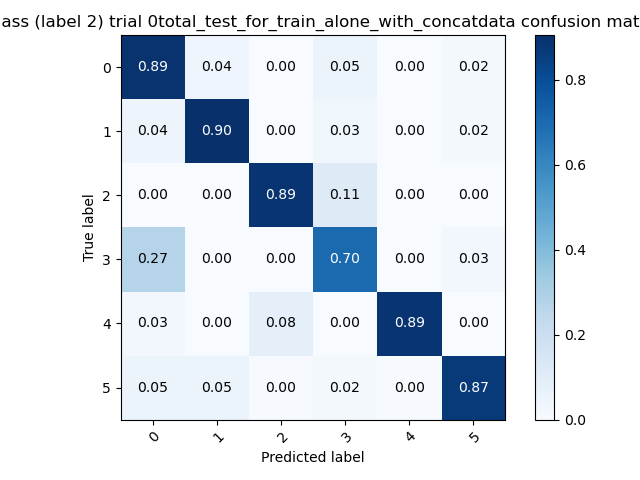 ass (label 2) trial 0total_test_for_train_alone_with_concatdata confusion mat
0 0.89 0.04 0.00 0.05 0.00 0.02
1 0.04 0.90 0.00 0.03 0.00 0.02
2 0.00 0.00 0.89 0.11 0.00 0.00
3 0.27 0.00 0.00 0.70 0.00 0.03
4 0.03 0.00 0.08 0.00 0.89 0.00
5 0.05 0.05 0.00 0.02 0.00 0.87
True label
0 1 2 3 4 5
Predicted label
0.8
0.6
0.4
0.2
0.0